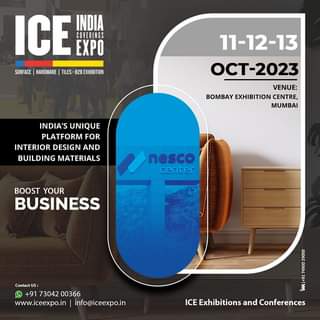 ICE INDIA
COVERINGS
EXPO
SURFACE | HARDWARE | TILES - B2B EXHIBITION
11-12-13
OCT-2023
VENUE:
BOMBAY EXHIBITION CENTRE,
MUMBAI
INDIA'S UNIQUE
PLATFORM FOR
INTERIOR DESIGN AND
BUILDING MATERIALS
nesco
center
BOOST YOUR
BUSINESS
Contact Us :
+91 73042 00366
www.iceexpo.in | info@iceexpo.in
ICE Exhibitions and Conferences